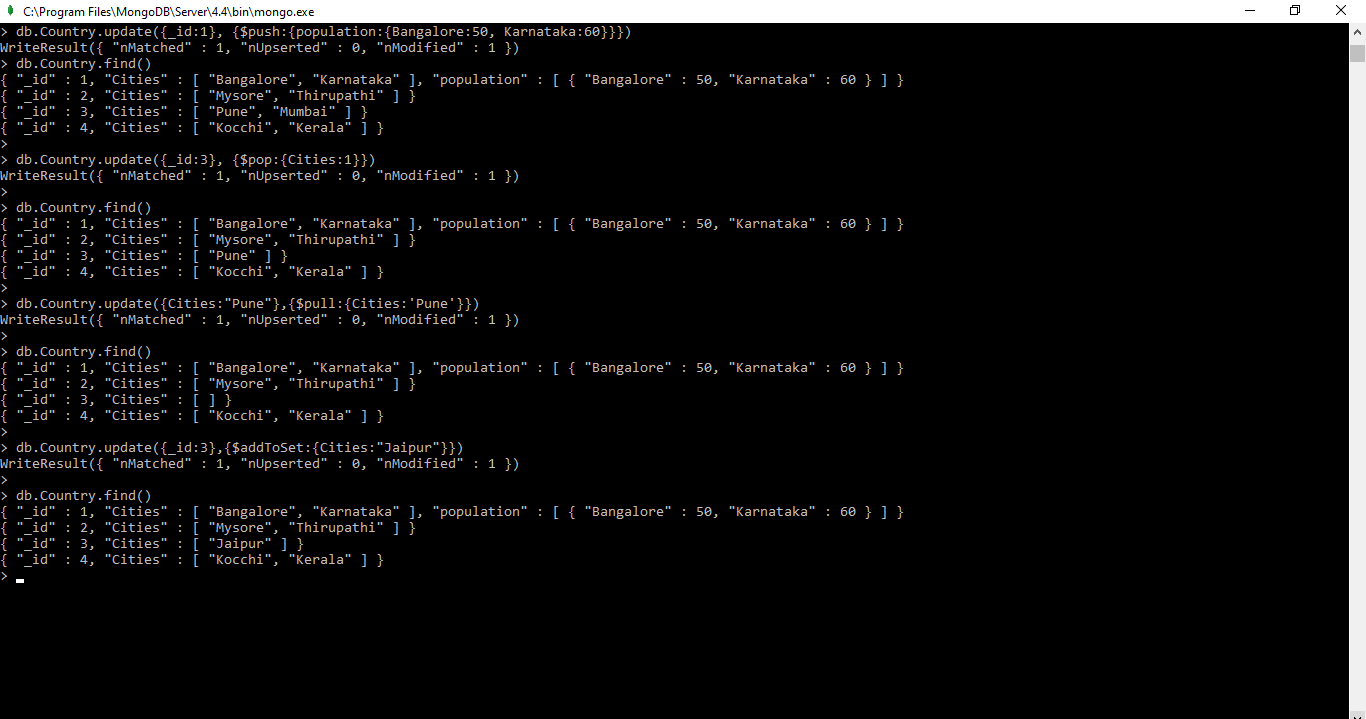 C:\Program Files\MongoDB\Server\4.4\bin\mongo.exe
> db.Country.update({_id:1}, {$push:{population:{Bangalore:50, Karnataka:60}}})
WriteResult({ "nMatched" : 1, "nUpserted" : 0, "nModified" : 1 })
> db.Country.find()
{ "_id" : 1, "Cities" : [ "Bangalore", "Karnataka" ], "population" : [ { "Bangalore" : 50, "Karnataka" : 60 } ] }
{ "_id" : 2, "Cities" : [ "Mysore", "Thirupathi" ] }
{ "_id" : 3, "Cities" : [ "Pune", "Mumbai" ] }
{ "_id" : 4, "Cities" : [ "Kocchi", "Kerala" ] }
>
> db.Country.update({_id:3}, {$pop:{Cities:1}})
WriteResult({ "nMatched" : 1, "nUpserted" : 0, "nModified" : 1 })
>
> db.Country.find()
{ "_id" : 1, "Cities" : [ "Bangalore", "Karnataka" ], "population" : [ { "Bangalore" : 50, "Karnataka" : 60 } ] }
{ "_id" : 2, "Cities" : [ "Mysore", "Thirupathi" ] }
{ "_id" : 3, "Cities" : [ "Pune" ] }
{ "_id" : 4, "Cities" : [ "Kocchi", "Kerala" ] }
>
> db.Country.update({Cities:"Pune"},{$pull:{Cities:'Pune'}})
WriteResult({ "nMatched" : 1, "nUpserted" : 0, "nModified" : 1 })
>
> db.Country.find()
{ "_id" : 1, "Cities" : [ "Bangalore", "Karnataka" ], "population" : [ { "Bangalore" : 50, "Karnataka" : 60 } ] }
{ "_id" : 2, "Cities" : [ "Mysore", "Thirupathi" ] }
{ "_id" : 3, "Cities" : [ ] }
{ "_id" : 4, "Cities" : [ "Kocchi", "Kerala" ] }
>
> db.Country.update({_id:3},{$addToSet:{Cities:"Jaipur"}})
WriteResult({ "nMatched" : 1, "nUpserted" : 0, "nModified" : 1 })
>
> db.Country.find()
{ "_id" : 1, "Cities" : [ "Bangalore", "Karnataka" ], "population" : [ { "Bangalore" : 50, "Karnataka" : 60 } ] }
{ "_id" : 2, "Cities" : [ "Mysore", "Thirupathi" ] }
{ "_id" : 3, "Cities" : [ "Jaipur" ] }
{ "_id" : 4, "Cities" : [ "Kocchi", "Kerala" ] }
>